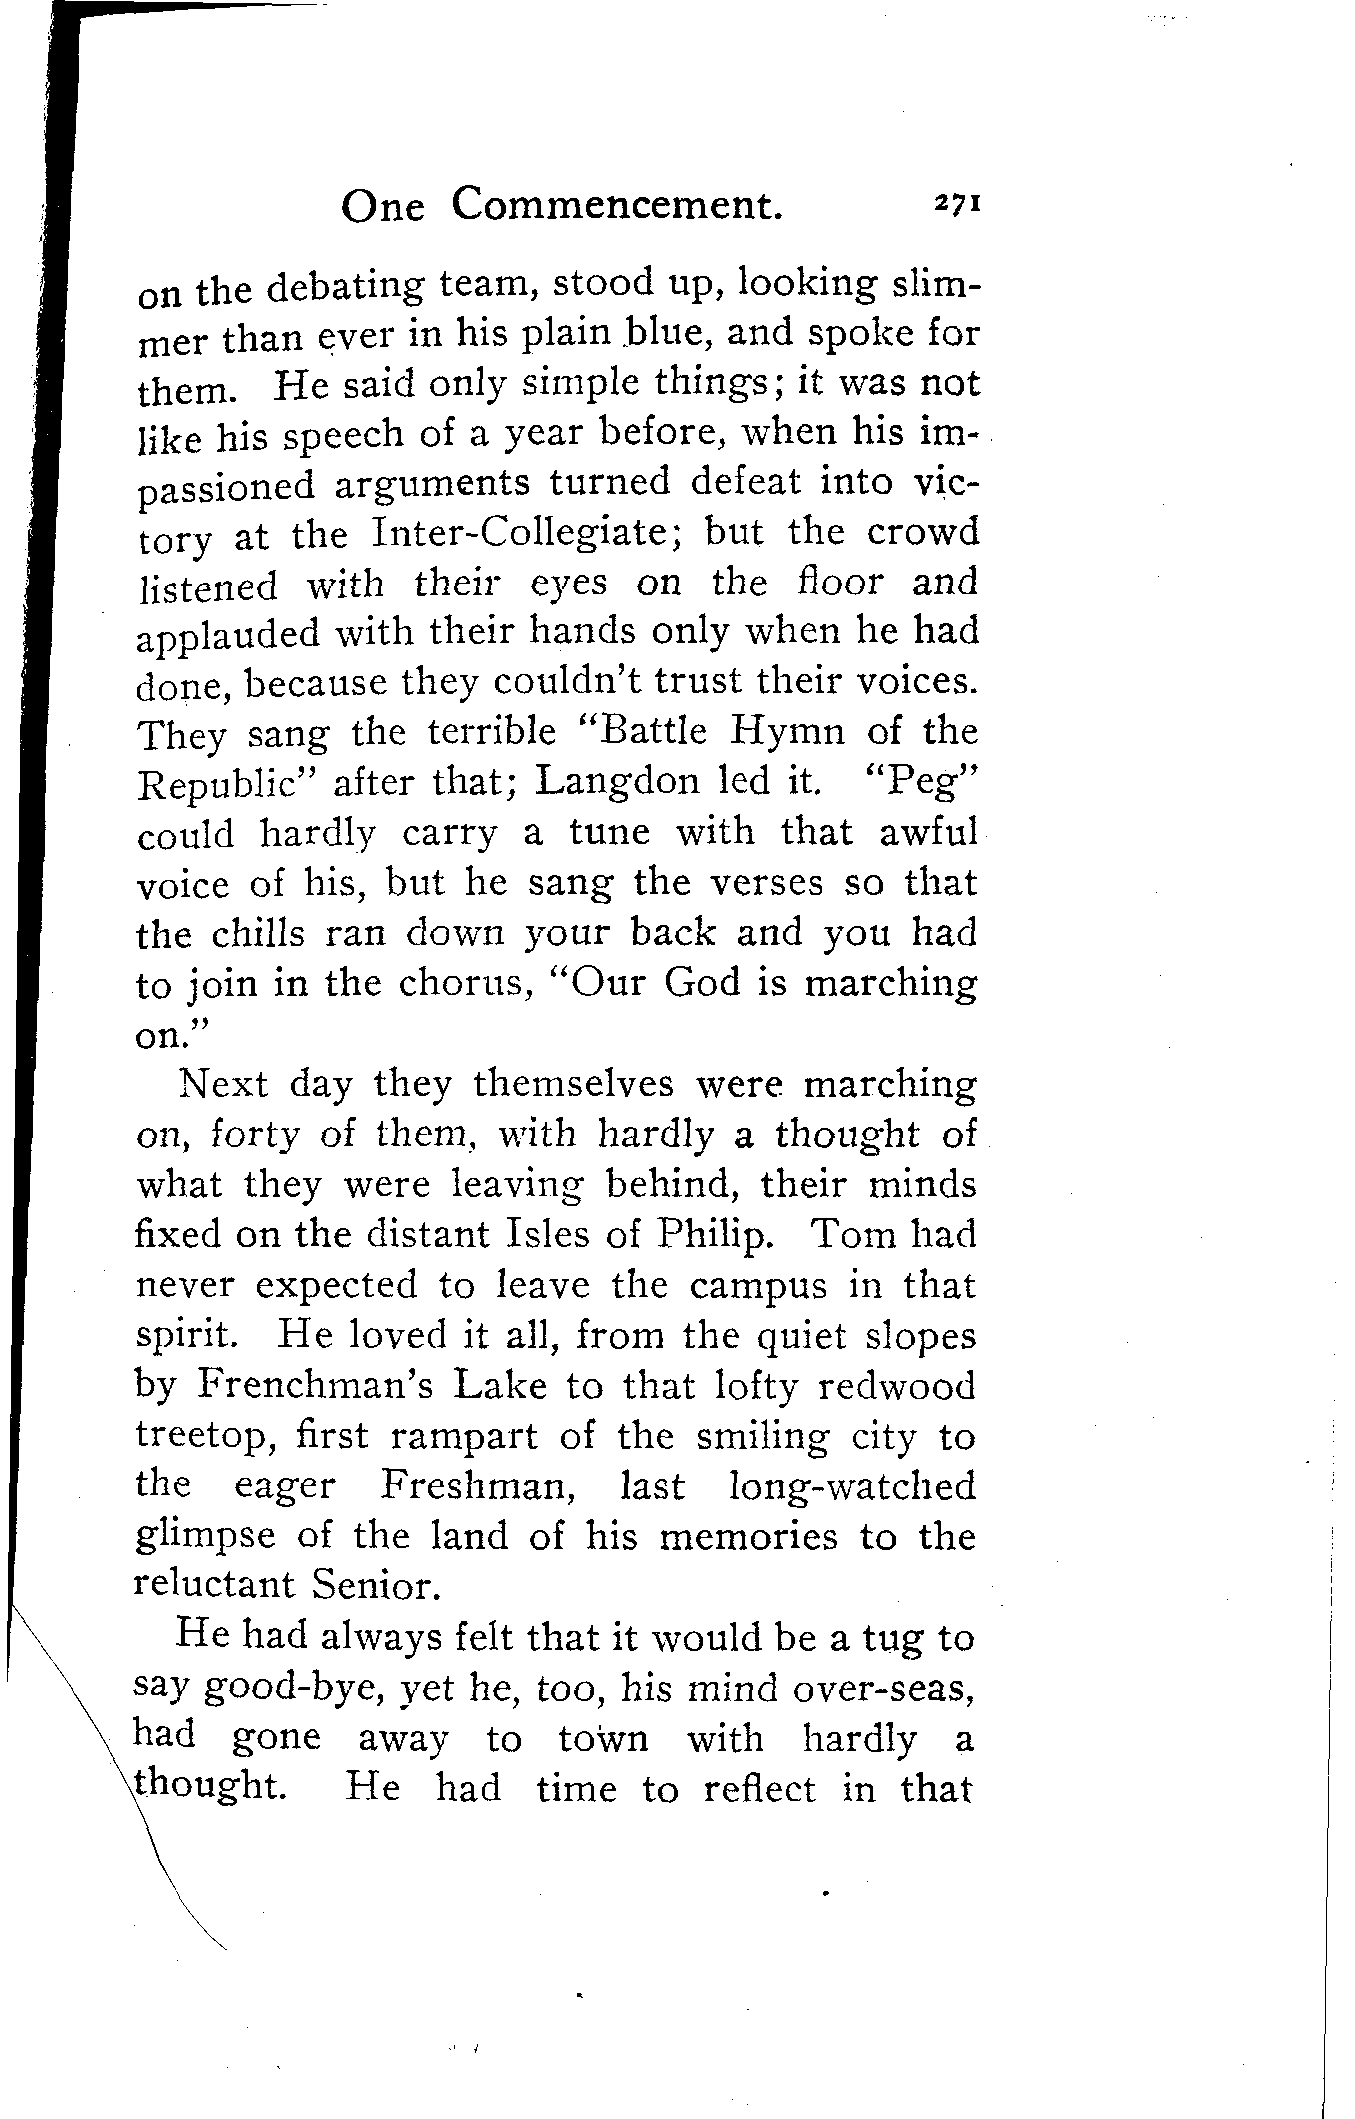 One Commencement. 271
on the debating team, stood up, looking slim-
mer than ever in his plain blue, and spoke for
them. He said only simple things; it was not
like his speech of a year before, when his im-
passioned arguments turned defeat into vic-
tory at the Inter-Collegiate; but the crowd
listened with their eyes on the floor and
applauded with their hands only when he had
done, because they couldn't trust their voices.
They sang the terrible “Battle Hymn of the
Republic” after that; Langdon led it. “Peg”
could hardly carry a tune with that awful
voice of his, but he sang the verses so that
the chills ran down your back and you had
to join in the chorus, “Our God is marching
on.”
Next day they themselves were marching
on, forty of them, with hardly a thought of
what they were leaving behind, their minds
fixed on the distant Isles of Philip. Tom had
never expected to leave the campus in that
spirit. He loved it all, from the quiet slopes
by Frenchman's Lake to that lofty redwood
treetop, first rampart of the smiling city to
the eager Freshman, last long-watched
glimpse of the land of his memories to the
reluctant Senior.
He had always felt that it would be a tug to
say good-bye, yet he, too, his mind over-seas,
had gone away to town with hardly a
thought. He had time to reflect in that